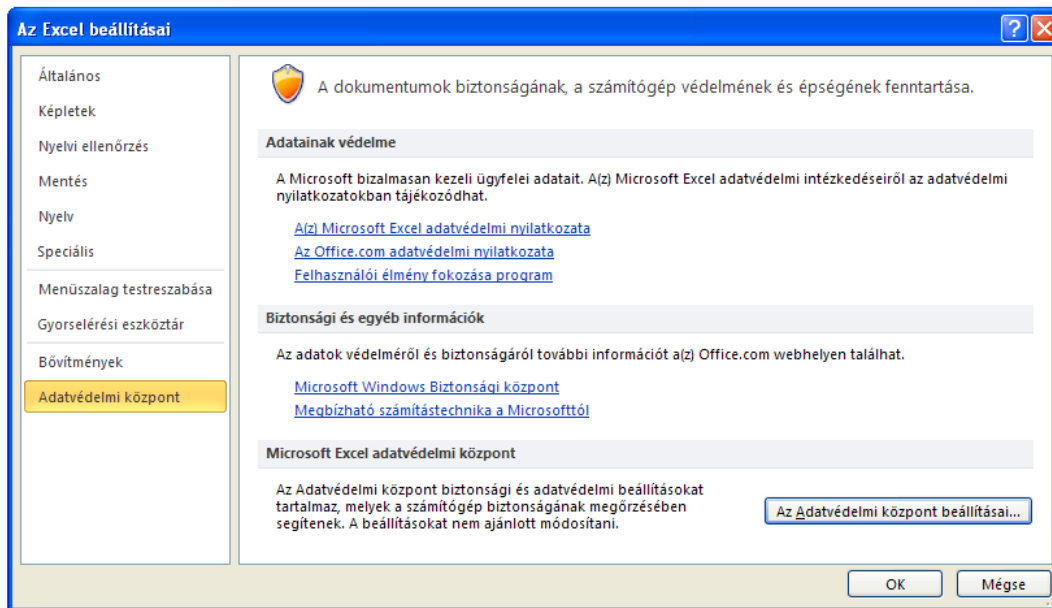 Az Excel beállításai
Általános
Képletek
Nyelvi ellenőrzés
Mentés
Nyelv
Speciális
Menüszalag testreszabása
Gyorselérési eszköztár
Bővítmények
Adatvédelmi központ
A dokumentumok biztonságának, a számítógép védelmének és épségének fenntartása.
Adatainak védelme
A Microsoft bizalmasan kezeli ügyfelei adatait. A(z) Microsoft Excel adatvédelmi intézkedéseiről az adatvédelmi
nyilatkozatokban tájékozódhat.
A(z) Microsoft Excel adatvédelmi nyilatkozata
Az Office.com adatvédelmi nyilatkozata
Felhasználói élmény fokozása program
Biztonsági és egyéb információk
Az adatok védelméről és biztonságáról további információt a(z) Office.com webhelyen találhat.
Microsoft Windows Biztonsági központ
Megbízható számítástechnika a Microsofttól
Microsoft Excel adatvédelmi központ
Az Adatvédelmi központ biztonsági és adatvédelmi beállításokat
tartalmaz, melyek a számítógép biztonságának megőrzésében
segítenek. A beállításokat nem ajánlott módosítani.
Az Adatvédelmi központ beállításai...
OK
Mégse